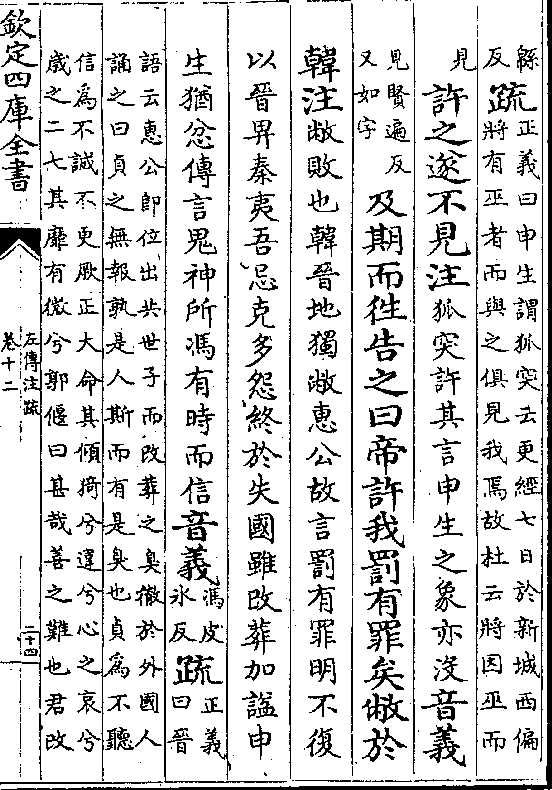 繇
反
疏
正義曰申生謂狐突云更經七日於新城西偏
將有巫者而與之俱見我焉故杜云將因巫而
見
許之遂不見注狐突許其言申生之象亦没音義
見賢遍反
又如字
及期而徃告之曰帝許我罰有罪矣敝於
韓注敝敗也韓晉地獨敝惠公故言罰有罪明不復
以晉畀秦夷吾忌克多怨終於失國雖改葬加諡申
生猶忿傳言鬼神所馮有時而信音義
馮皮
氷反
疏
正義
曰晉
語云惠公即位出共世子而改葬之臭徹於外國人
誦之曰貞之無報孰是人斯而有是臭也貞爲不聽
信爲不誠不更厥正大命其傾猗兮違兮心之哀兮
歲之二七其靡有徵兮郭偃曰甚哉善之難也君改
欽定四庫全書
左傳注疏
卷十二
二十四